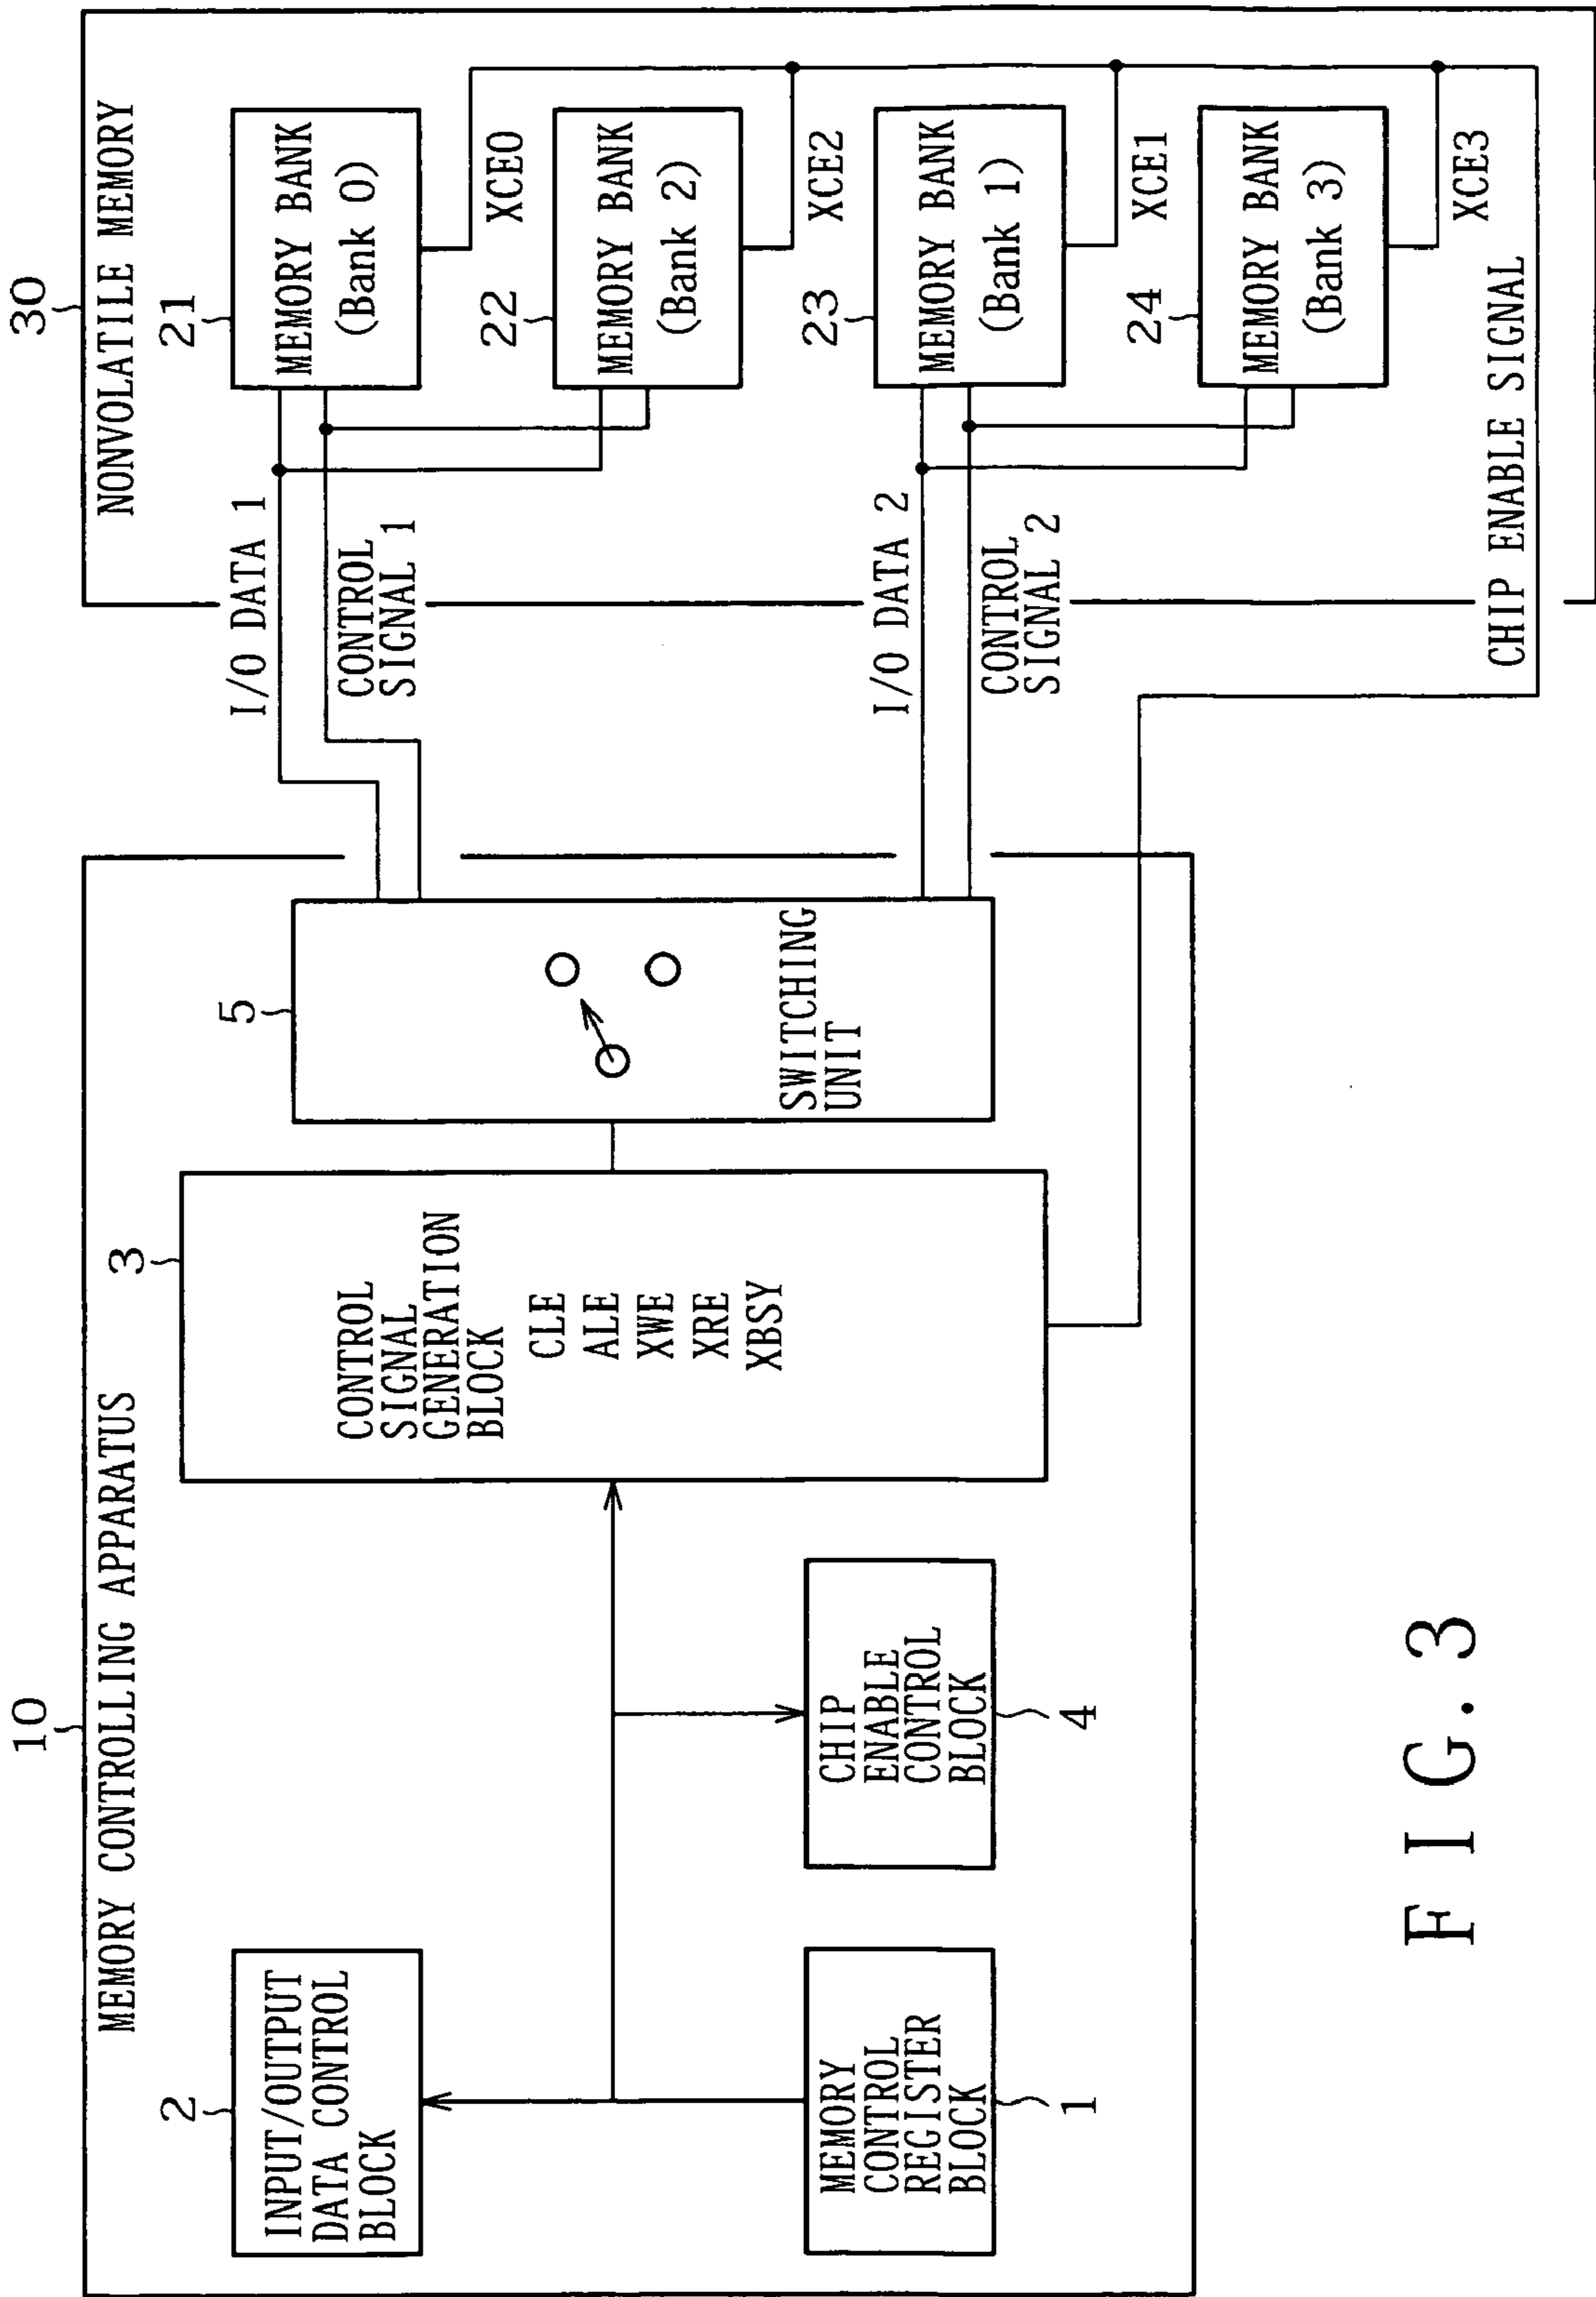 10
MEMORY CONTROLLING APPARATUS
2
INPUT/OUTPUT
DATA CONTROL
BLOCK
MEMORY
CONTROL
REGISTER
BLOCK
1
CHIP
ENABLE
CONTROL
BLOCK
4
3
CONTROL
SIGNAL
GENERATION
BLOCK
CLE
ALE
XWE
XRE
XBSY
5
SWITCHING
UNIT
I/O DATA 1
CONTROL
SIGNAL 1
I/O DATA 2
CONTROL
SIGNAL 2
CHIP ENABLE SIGNAL
30
NONVOLATILE MEMORY
21
MEMORY BANK
(Bank 0)
XCE0
22
MEMORY BANK
(Bank 2)
XCE2
23
MEMORY BANK
(Bank 1)
XCE1
24
MEMORY BANK
(Bank 3)
XCE3
FIG. 3